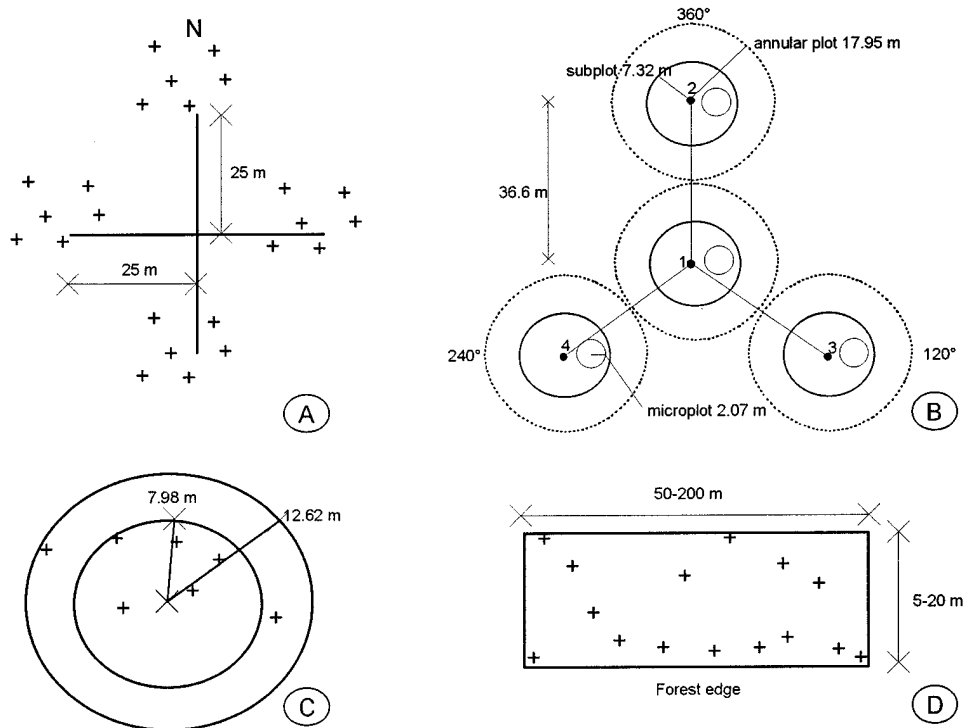 N
25 m
25 m
A
360°
annular plot 17.95 m
subplot 7.32 m
2
36.6 m
1
240°
4
3
120°
microplot 2.07 m
B
7.98 m
12.62 m
C
50-200 m
5-20 m
Forest edge
D